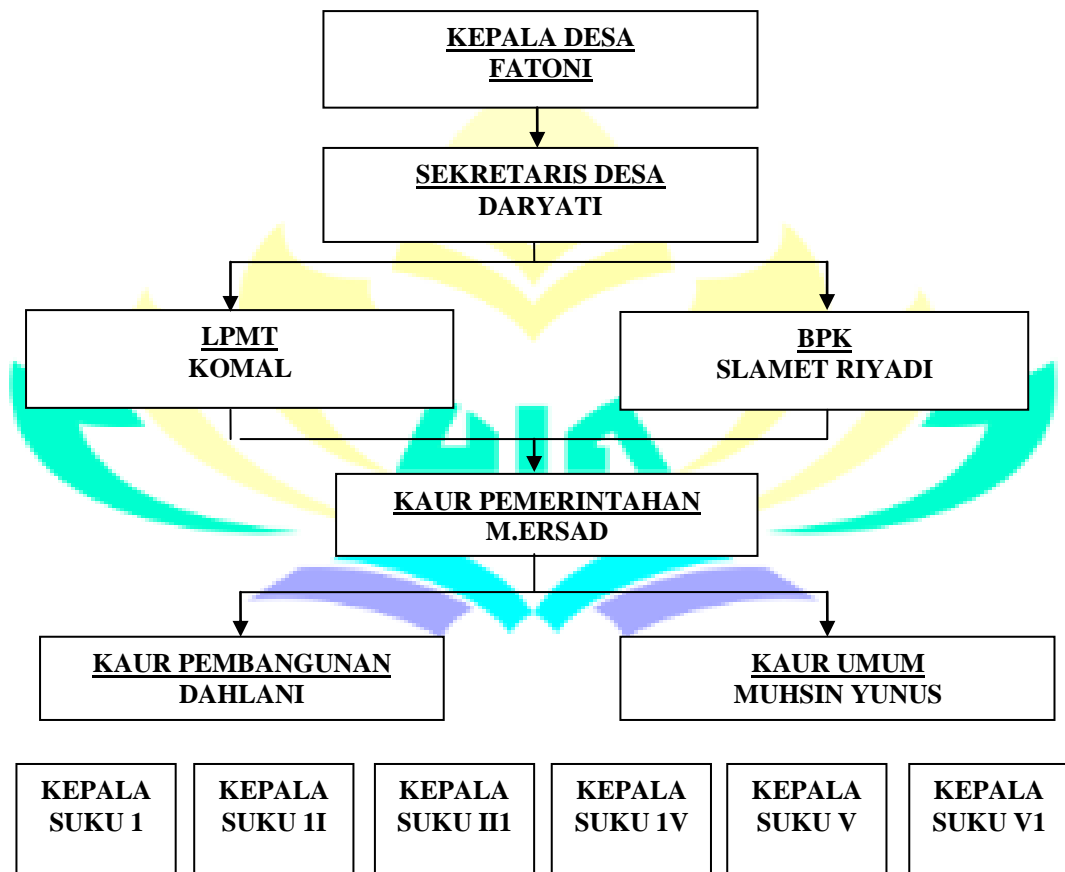 KEPALA DESA
FATONI
SEKRETARIS DESA
DARYATI
LPMT
KOMAL
BPK
SLAMET RIYADI
KAUR PEMERINTAHAN
M.ERSAD
KAUR PEMBANGUNAN
DAHLANI
KAUR UMUM
MUHSIN YUNUS
KEPALA
SUKU 1
KEPALA
SUKU 1I
KEPALA
SUKU II1
KEPALA
SUKU 1V
KEPALA
SUKU V
KEPALA
SUKU V1